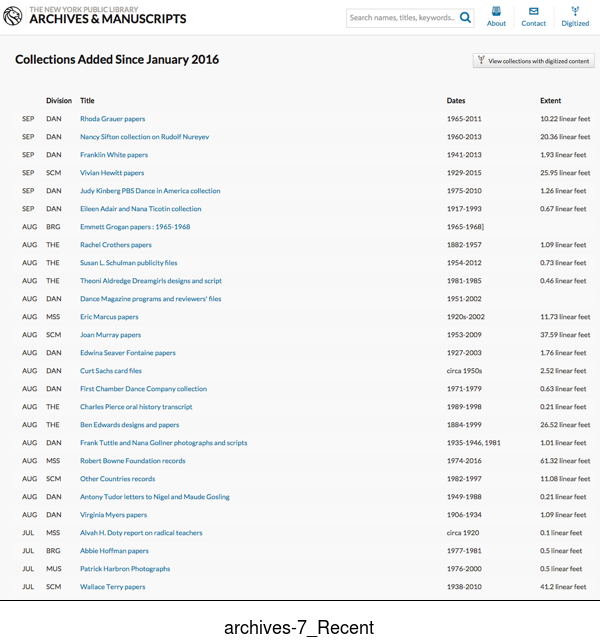 THE NEW YORK PUBLIC LIBRARY
ARCHIVES & MANUSCRIPTS
Search names, titles, keywords..
About Contact Digitized
Collections Added Since January 2016
View collections with digitized content
Division Title Dates Extent
SEP DAN Rhoda Grauer papers 1965-2011 10.22 linear feet
SEP DAN Nancy Sifton collection on Rudolf Nureyev 1960-2013 20.36 linear feet
SEP DAN Franklin White papers 1941-2013 1.93 linear feet
SEP SCM Vivian Hewitt papers 1929-2015 25.95 linear feet
SEP DAN Judy Kinberg PBS Dance in America collection 1975-2010 1.26 linear feet
SEP DAN Eileen Adair and Nana Ticotin collection 1917-1993 0.67 linear feet
AUG BRG Emmett Grogan papers : 1965-1968 1965-1968]
AUG THE Rachel Crothers papers 1882-1957 1.09 linear feet
AUG THE Susan L. Schulman publicity files 1954-2012 0.73 linear feet
AUG THE Theoni Aldredge Dreamgirls designs and script 1981-1985 0.46 linear feet
AUG DAN Dance Magazine programs and reviewers' files 1951-2002
AUG MSS Eric Marcus papers 1920s-2002 11.73 linear feet
AUG SCM Joan Murray papers 1953-2009 37.59 linear feet
AUG DAN Edwina Seaver Fontaine papers 1927-2003 1.76 linear feet
AUG DAN Curt Sachs card files circa 1950s 2.52 linear feet
AUG DAN First Chamber Dance Company collection 1971-1979 0.63 linear feet
AUG THE Charles Pierce oral history transcript 1989-1998 0.21 linear feet
AUG THE Ben Edwards designs and papers 1884-1999 26.52 linear feet
AUG DAN Frank Tuttle and Nana Gollner photographs and scripts 1935-1946, 1981 1.01 linear feet
AUG MSS Robert Bowne Foundation records 1974-2016 61.32 linear feet
AUG SCM Other Countries records 1982-1997 11.08 linear feet
AUG DAN Antony Tudor letters to Nigel and Maude Gosling 1949-1988 0.21 linear feet
AUG DAN Virginia Myers papers 1906-1934 1.09 linear feet
JUL MSS Alvah H. Doty report on radical teachers circa 1920 0.1 linear feet
JUL BRG Abbie Hoffman papers 1977-1981 0.5 linear feet
JUL MUS Patrick Harbron Photographs 1976-2000 0.5 linear feet
JUL SCM Wallace Terry papers 1938-2010 41.2 linear feet
archives-7_Recent